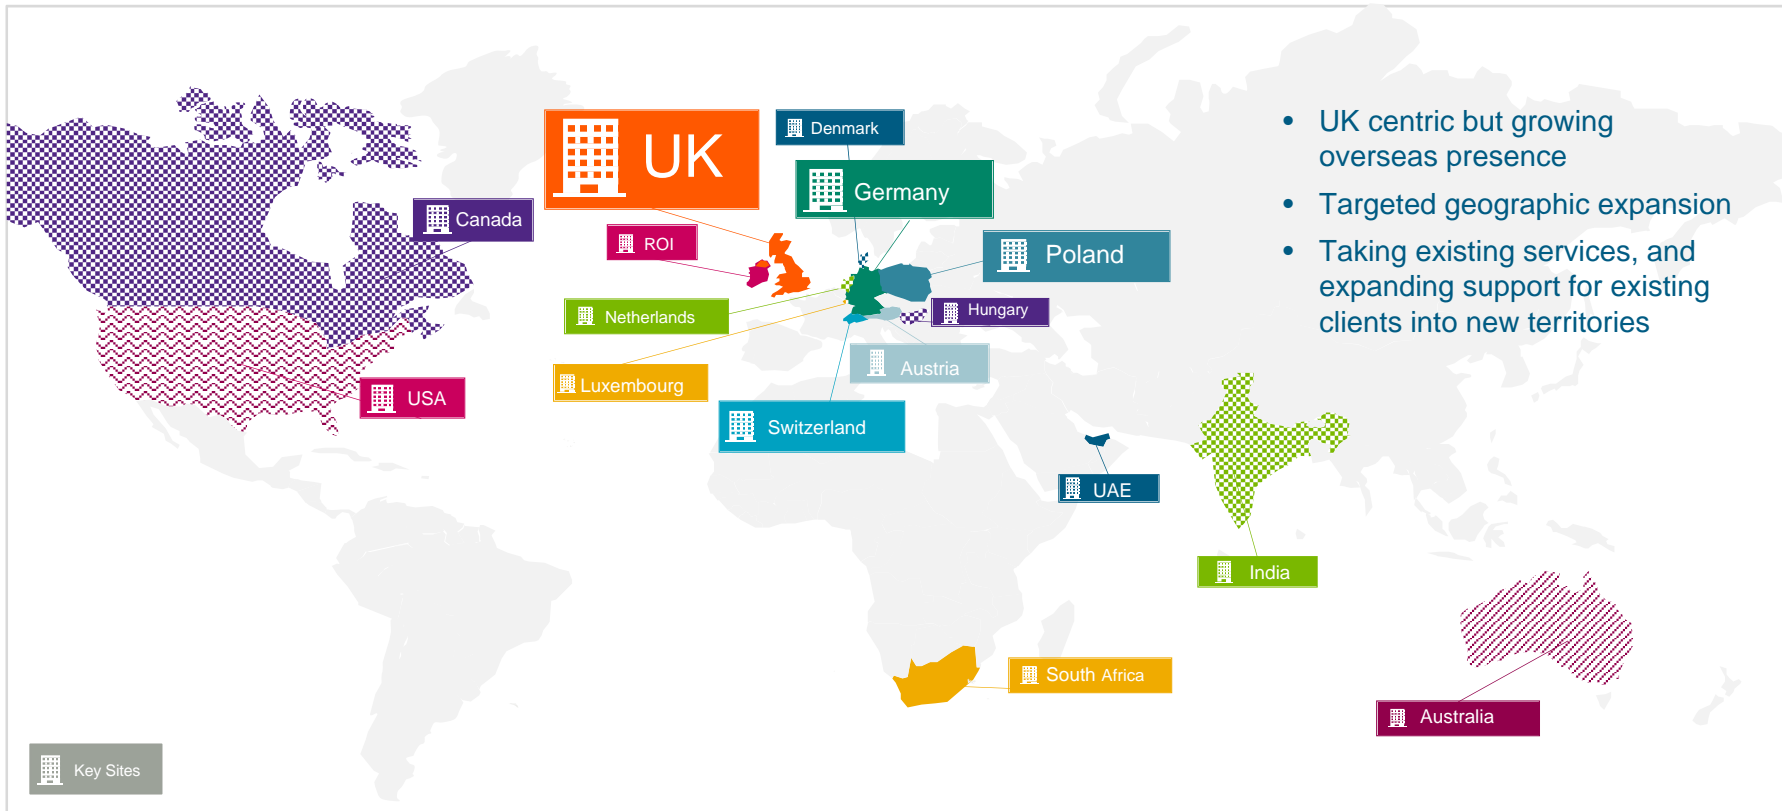 UK
Denmark
Germany
Canada
ROI
Poland
Netherlands
Hungary
Luxembourg
Austria
USA
Switzerland
UAE
India
South Africa
Australia
Key Sites
• UK centric but growing
overseas presence
• Targeted geographic expansion
• Taking existing services, and
expanding support for existing
clients into new territories